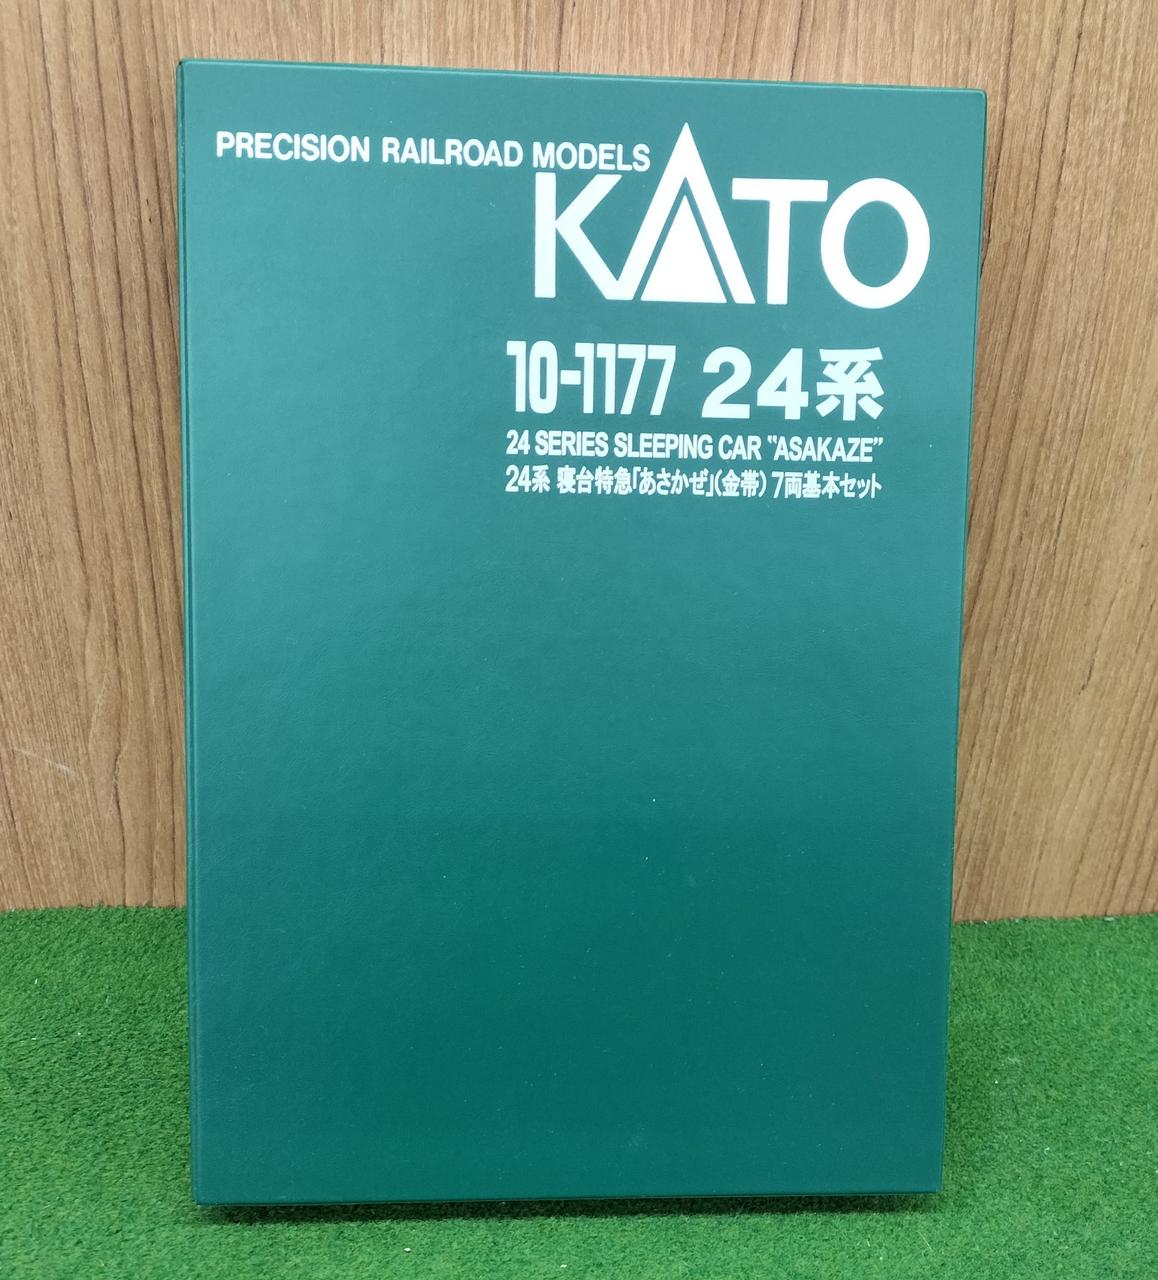 PRECISION RAILROAD MODELS
KATO
10-1177 24系
24 SERIES SLEEPING CAR "ASAKAZE"
24系 寝台特急｢あさかぜ｣(金帯) 7両基本セット